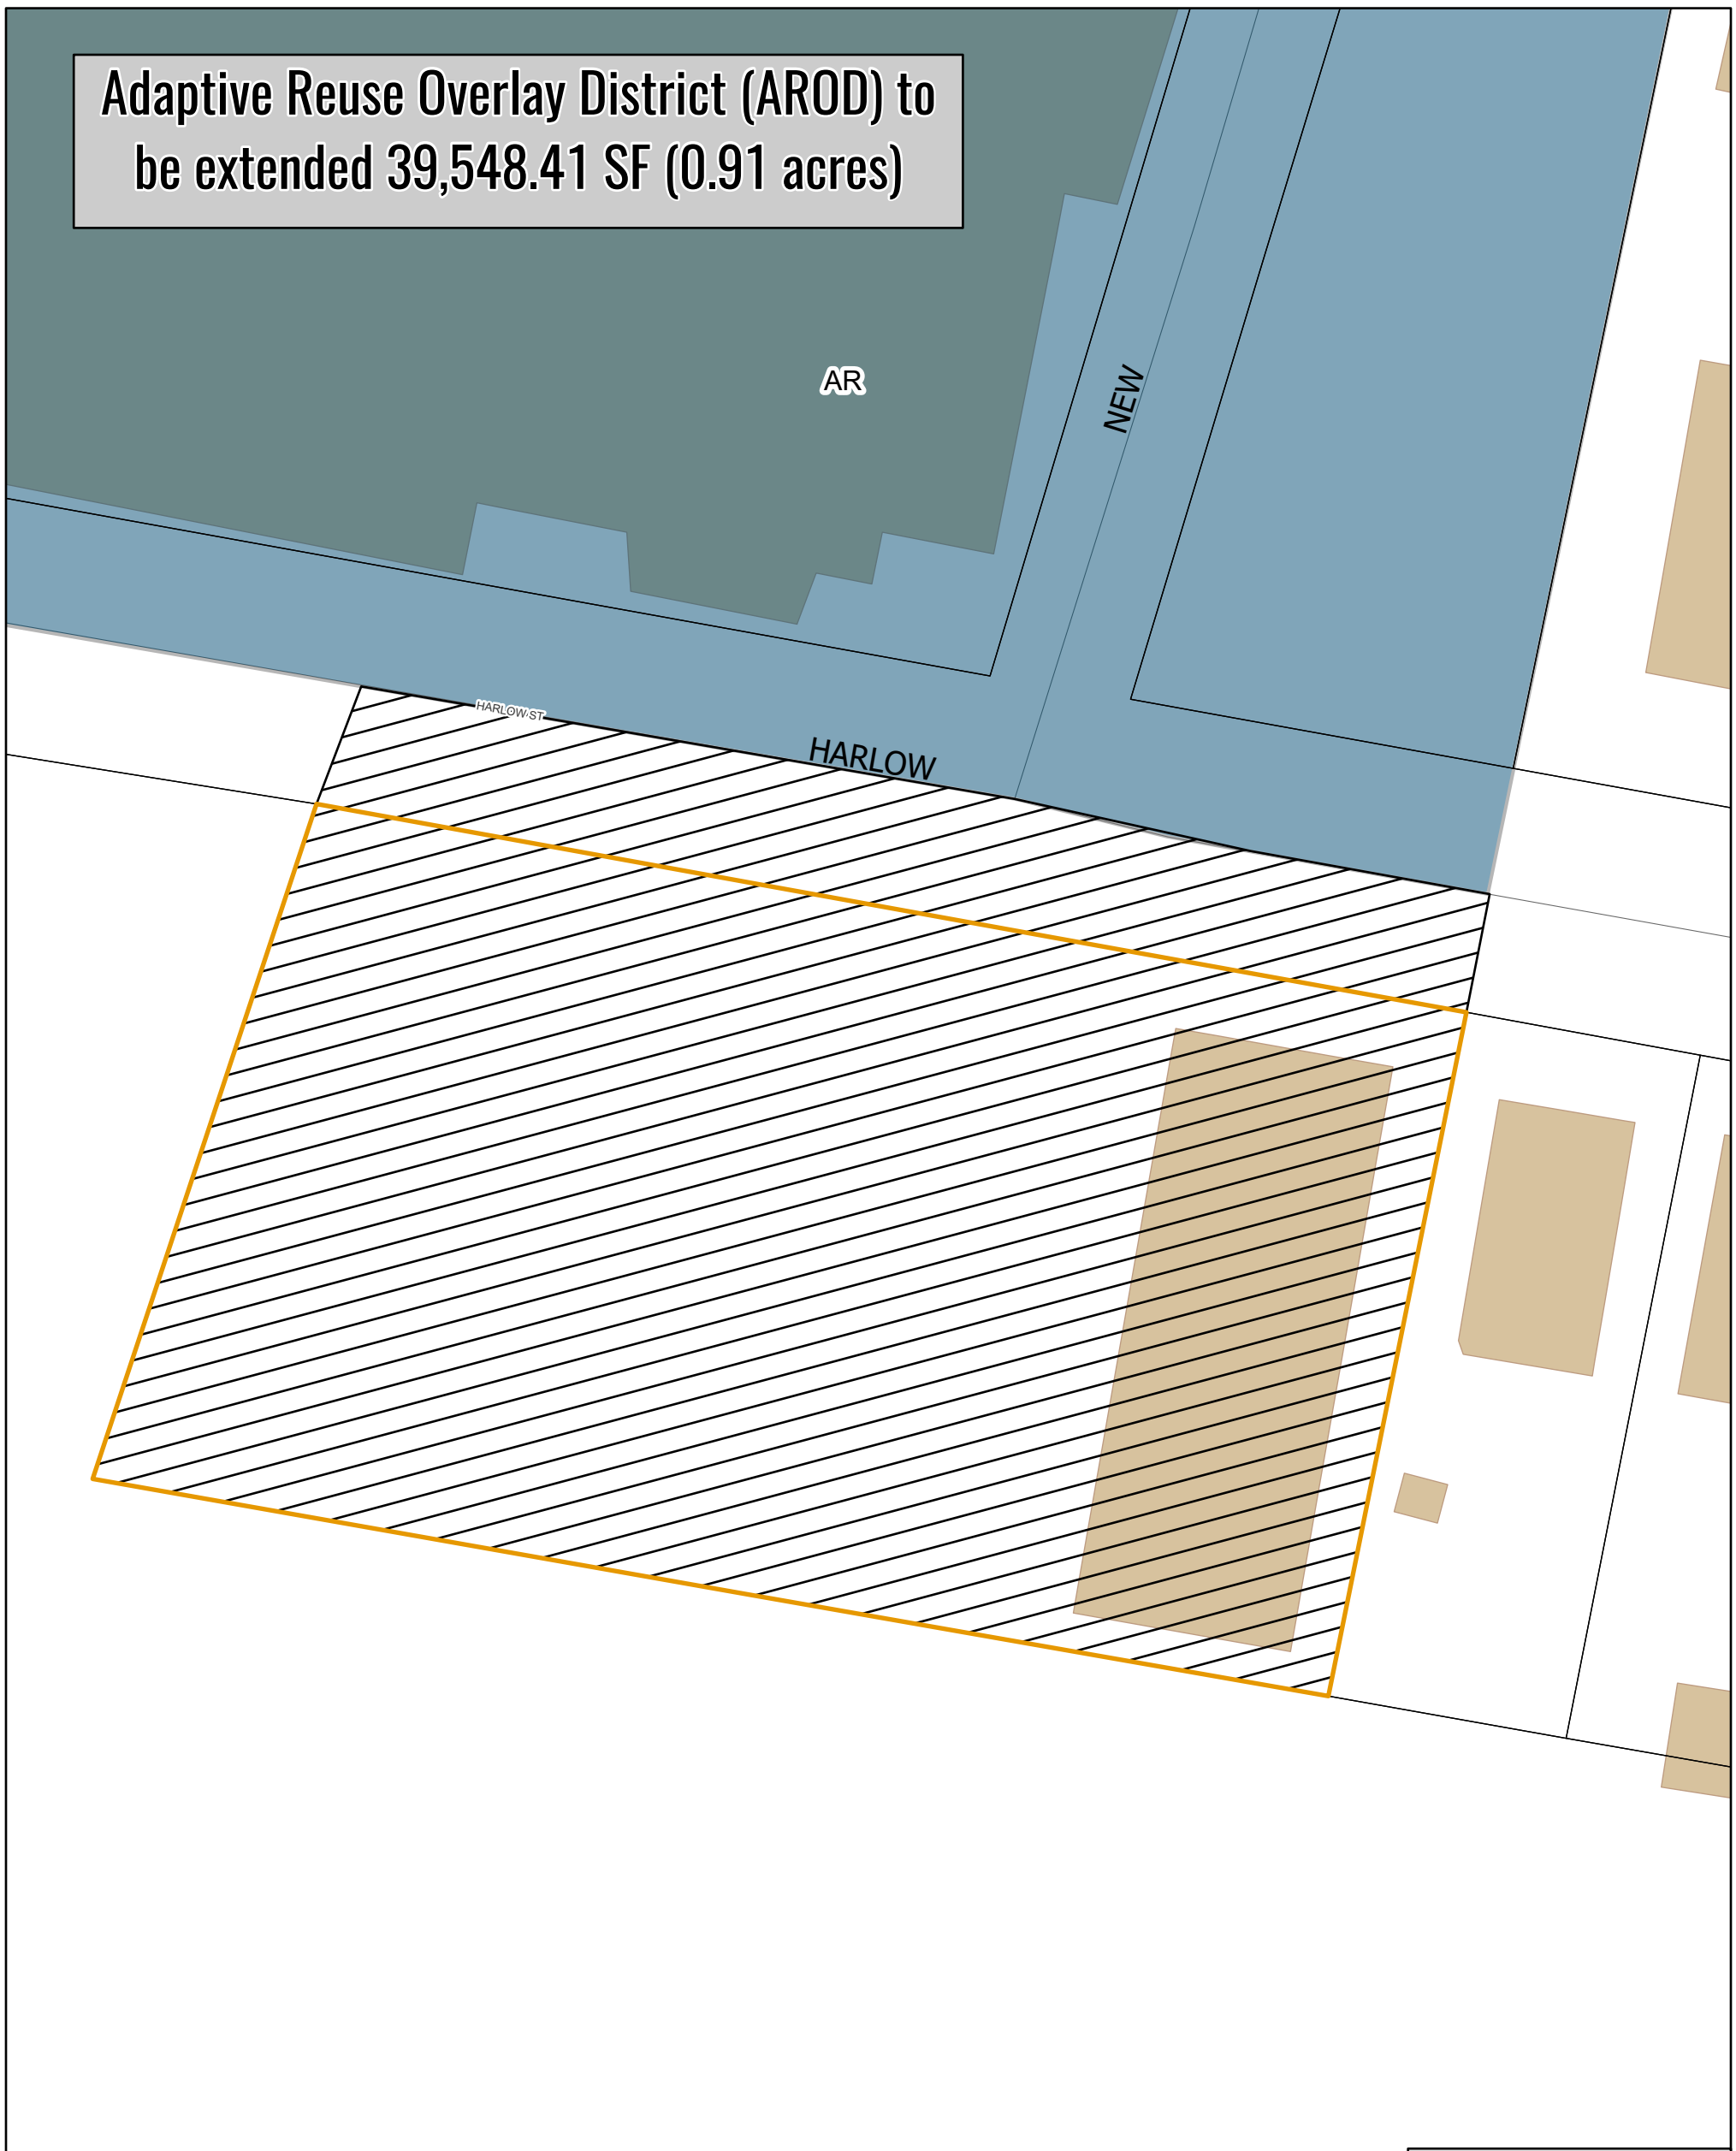 Adaptive Reuse Overlay District (AROD) to
be extended 39,548.41 SF (0.91 acres)
AR
NEW
HARLOW ST
HARLOW